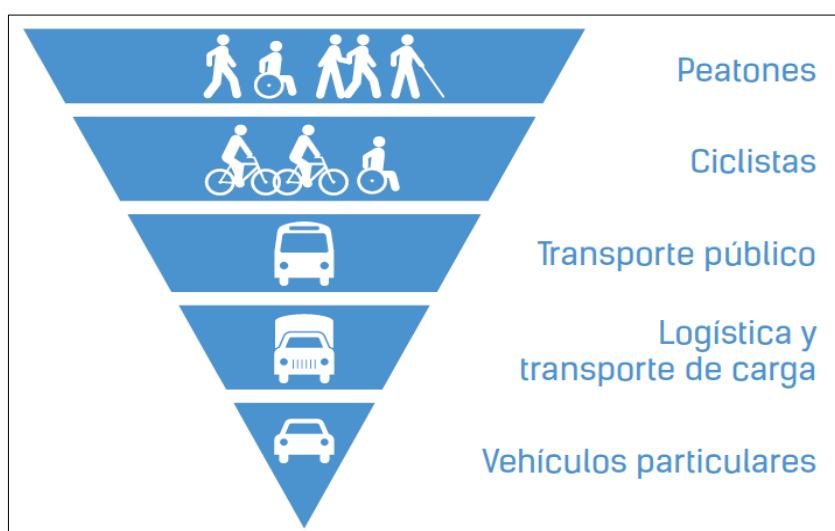 Peatones
Ciclistas
Transporte público
Logística y
transporte de carga
Vehículos particulares